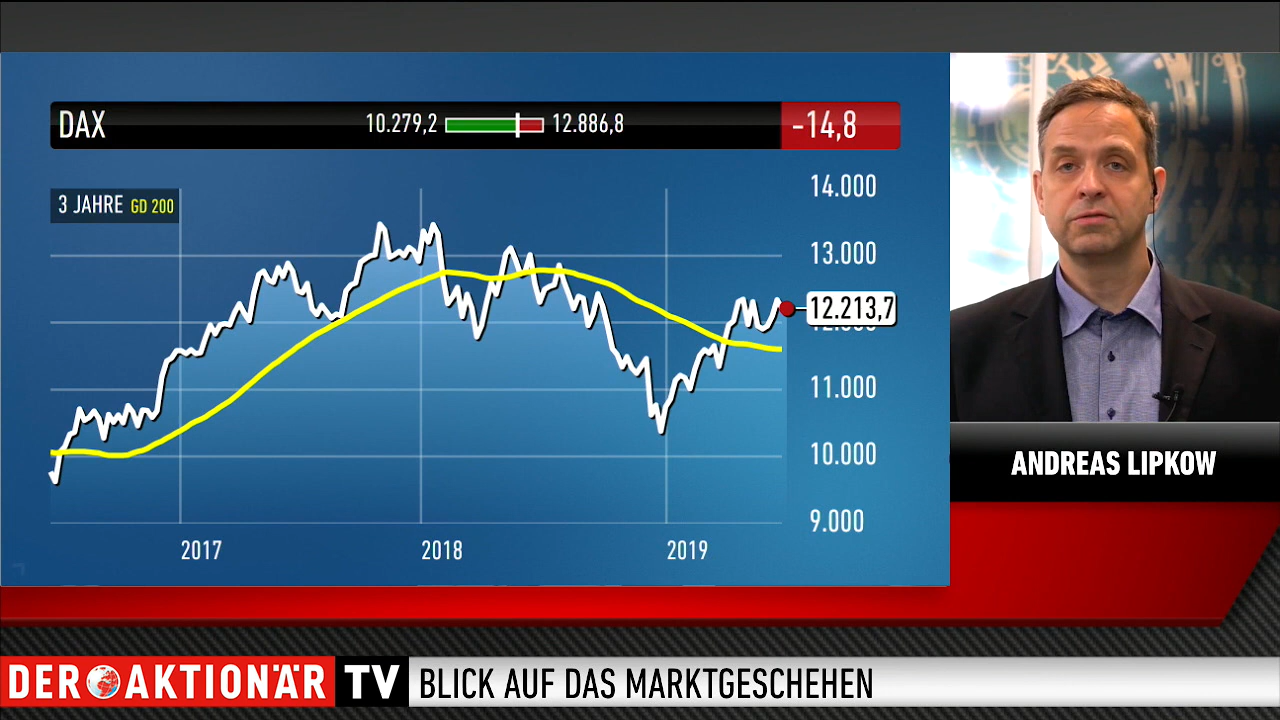 DAX
10.279,2
12.886,8
-14,8
3 JAHRE GD 200
14.000
13.000
12.213,7
11.000
10.000
9.000
2017
2018
2019
ANDREAS LIPKOW
DER AKTIONÄR TV
BLICK AUF DAS MARKTGESCHEHEN